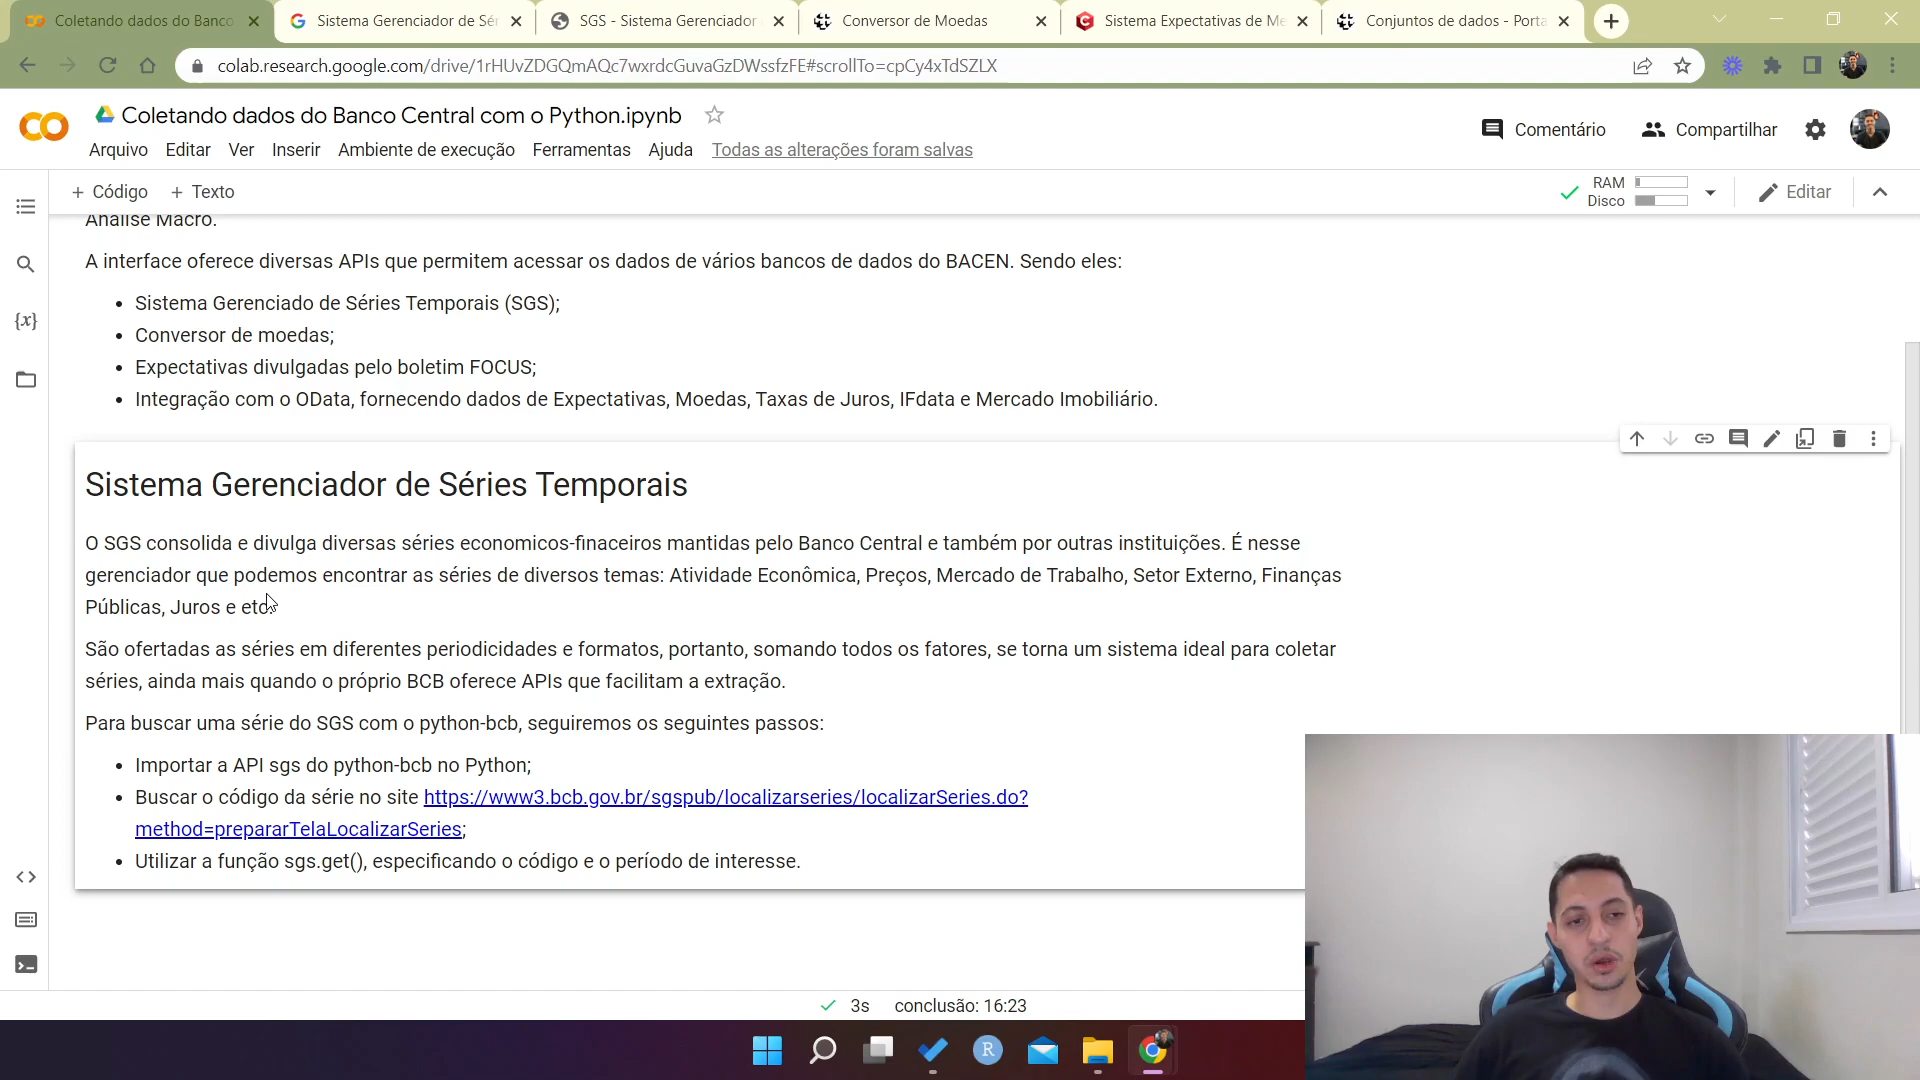 Coletando dados do Banco
Sistema Gerenciador de Sér
SGS - Sistema Gerenciador
Conversor de Moedas
Sistema Expectativas de Me
Conjuntos de dados - Porta
colab.research.google.com/drive/1rHUvZDGQmAQc7wxrdcGuvaGzDWssfzFE#scrollTo=cpCy4xTdSZLX
Coletando dados do Banco Central com o Python.ipynb
Comentário
Compartilhar
Arquivo Editar Ver Inserir Ambiente de execução Ferramentas Ajuda Todas as alterações foram salvas
+ Código + Texto
RAM
Disco
Editar
Análise Macro.
A interface oferece diversas APIs que permitem acessar os dados de vários bancos de dados do BACEN. Sendo eles:
• Sistema Gerenciado de Séries Temporais (SGS);
• Conversor de moedas;
• Expectativas divulgadas pelo boletim FOCUS;
• Integração com o OData, fornecendo dados de Expectativas, Moedas, Taxas de Juros, IFdata e Mercado Imobiliário.
Sistema Gerenciador de Séries Temporais
O SGS consolida e divulga diversas séries economicos-finaceiros mantidas pelo Banco Central e também por outras instituições. É nesse
gerenciador que podemos encontrar as séries de diversos temas: Atividade Econômica, Preços, Mercado de Trabalho, Setor Externo, Finanças
Públicas, Juros e etc
São ofertadas as séries em diferentes periodicidades e formatos, portanto, somando todos os fatores, se torna um sistema ideal para coletar
séries, ainda mais quando o próprio BCB oferece APIs que facilitam a extração.
Para buscar uma série do SGS com o python-bcb, seguiremos os seguintes passos:
• Importar a API sgs do python-bcb no Python;
• Buscar o código da série no site https://www3.bcb.gov.br/sgspub/localizarseries/localizarSeries.do?
method=prepararTelaLocalizarSeries;
• Utilizar a função sgs.get(), especificando o código e o período de interesse.
3s conclusão: 16:23